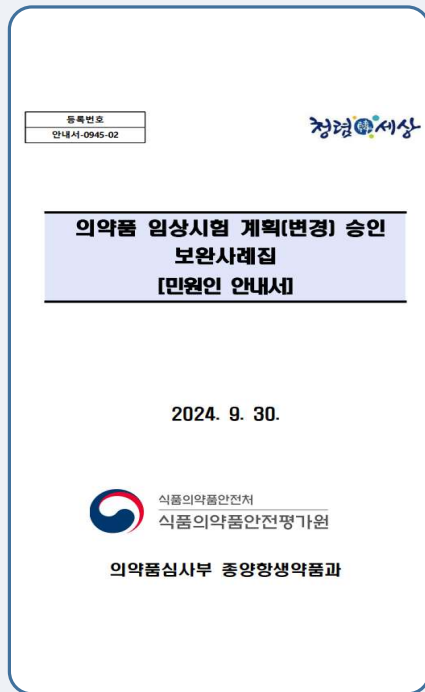 등록번호
안내서-0945-02
청렴韓세상
의약품 임상시험 계획(변경) 승인
보완사례집
[민원인 안내서]
2024. 9. 30.
식품의약품안전처
식품의약품안전평가원
의약품심사부 종양항생약품과